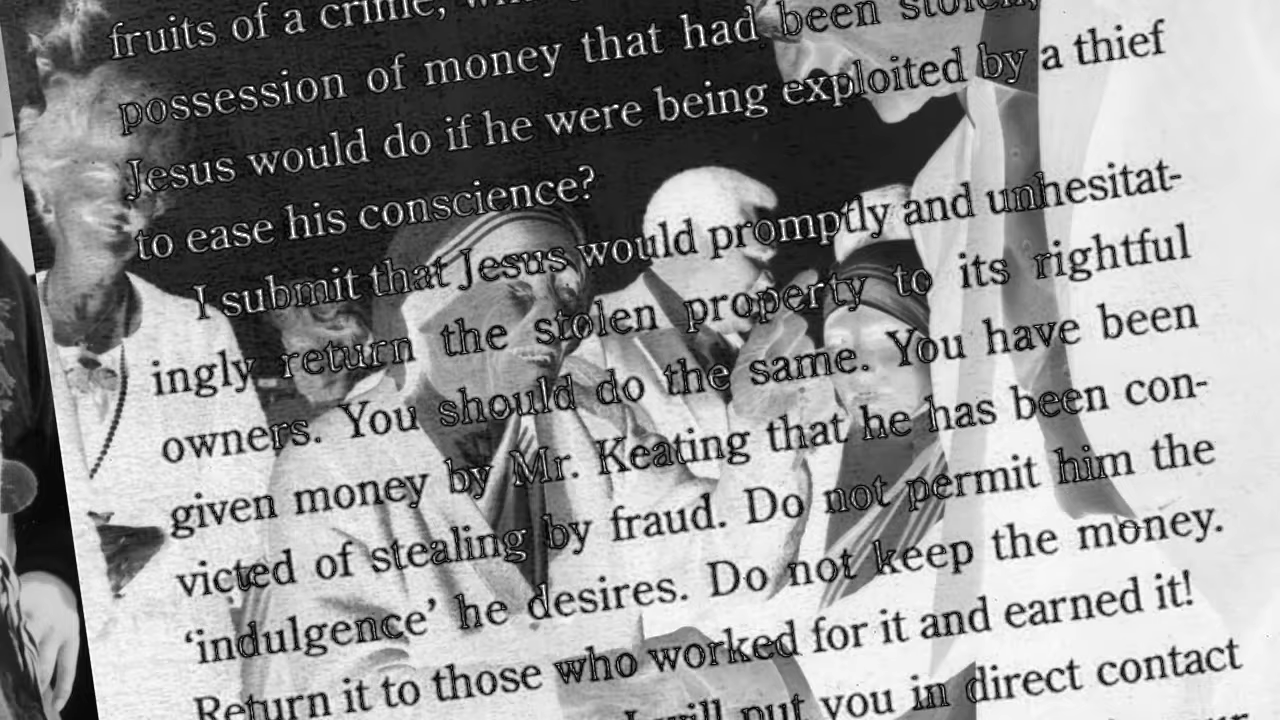 fruits of a crime,
possession of money that had been stolen,
Jesus would do if he were being exploited by a thief
to ease his conscience?
I submit that Jesus would promptly and unhesitat-
ingly return the stolen property to its rightful
owners. You should do the same. You have been
given money by Mr. Keating that he has been con-
victed of stealing by fraud. Do not permit him the
‘indulgence’ he desires. Do not keep the money.
Return it to those who worked for it and earned it!
I will put you in direct contact